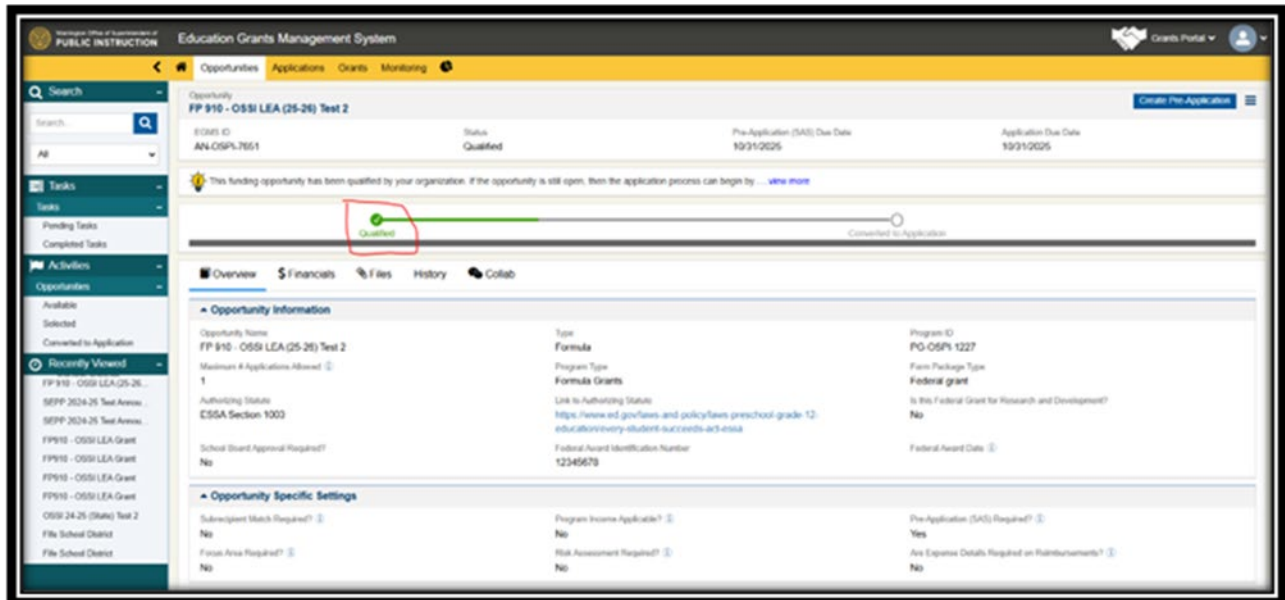 Washington Office of Superintendent of
PUBLIC INSTRUCTION
Education Grants Management System
Grants Portal
Opportunities Applications Grants Monitoring
Search
Search...
All
Tasks
Tasks
Pending Tasks
Completed Tasks
Activities
Opportunities
Available
Selected
Converted to Application
Recently Viewed
FP 910 - OSSI LEA (25-26...
SEPP 2024-25 Test Annou...
SEPP 2024-25 Test Annou...
FP910 - OSSI LEA Grant
FP910 - OSSI LEA Grant
FP910 - OSSI LEA Grant
FP910 - OSSI LEA Grant
OSSI 24-25 (State) Test 2
Fife School District
Fife School District
Opportunity
FP 910 - OSSI LEA (25-26) Test 2
Create Pre-Application
EGMS ID Status Pre-Application (SAS) Due Date Application Due Date
AN-OSPI-7651 Qualified 10/31/2025 10/31/2025
This funding opportunity has been qualified by your organization. If the opportunity is still open, then the application process can begin by .... view more
Qualified Converted to Application
Overview Financials Files History Collab
Opportunity Information
Opportunity Name Type Program ID
FP 910 - OSSI LEA (25-26) Test 2 Formula PG-OSPI-1227
Maximum # Applications Allowed Program Type Form Package Type
1 Formula Grants Federal grant
Authorizing Statute Link to Authorizing Statute Is this Federal Grant for Research and Development?
ESSA Section 1003 https://www.ed.gov/laws-and-policy/laws-preschool-grade-12- No
education/every-student-succeeds-act-essa
School Board Approval Required? Federal Award Identification Number Federal Award Date
No 12345678
Opportunity Specific Settings
Subrecipient Match Required? Program Income Applicable? Pre-Application (SAS) Required?
No No Yes
Focus Area Required? Risk Assessment Required? Are Expense Details Required on Reimbursements?
No No No